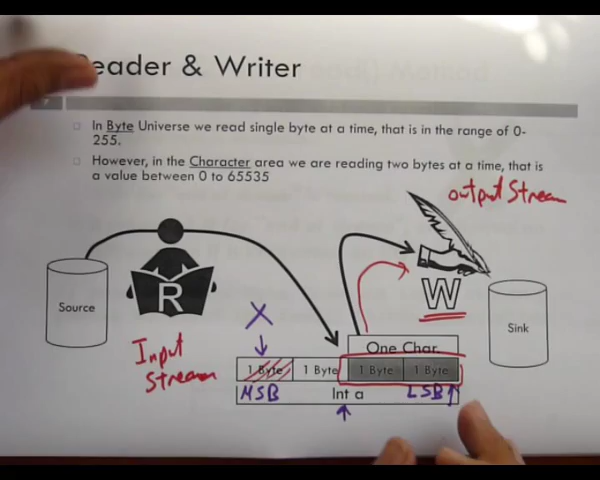 Reader & Writer
7
In Byte Universe we read single byte at a time, that is in the range of 0-
255.
However, in the Character area we are reading two bytes at a time, that is
a value between 0 to 65535
output Stream
Source
R
W
Sink
X
Input
Stream
One Char.
1 Byte 1 Byte 1 Byte 1 Byte
MSB Int a LSB